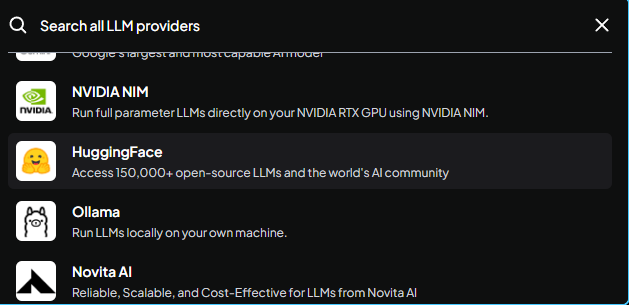 Search all LLM providers
Google's largest and most capable AI model
NVIDIA NIM
Run full parameter LLMs directly on your NVIDIA RTX GPU using NVIDIA NIM.
NVIDIA.
HuggingFace
Access 150,000+ open-source LLMs and the world's AI community
Ollama
Run LLMs locally on your own machine.
Novita AI
Reliable, Scalable, and Cost-Effective for LLMs from Novita AI